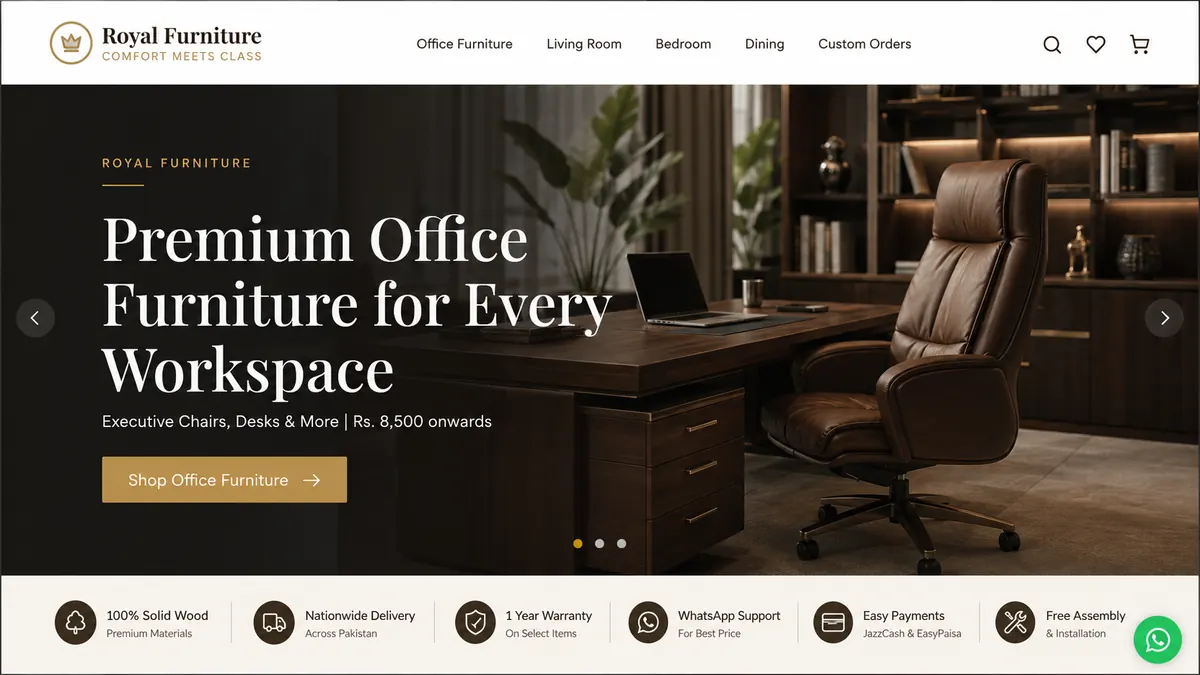 Royal Furniture
COMFORT MEETS CLASS
Office Furniture
Living Room
Bedroom
Dining
Custom Orders
ROYAL FURNITURE
Premium Office
Furniture for Every
Workspace
Executive Chairs, Desks & More | Rs. 8,500 onwards
Shop Office Furniture
100% Solid Wood
Premium Materials
Nationwide Delivery
Across Pakistan
1 Year Warranty
On Select Items
WhatsApp Support
For Best Price
Easy Payments
JazzCash & EasyPaisa
Free Assembly
& Installation